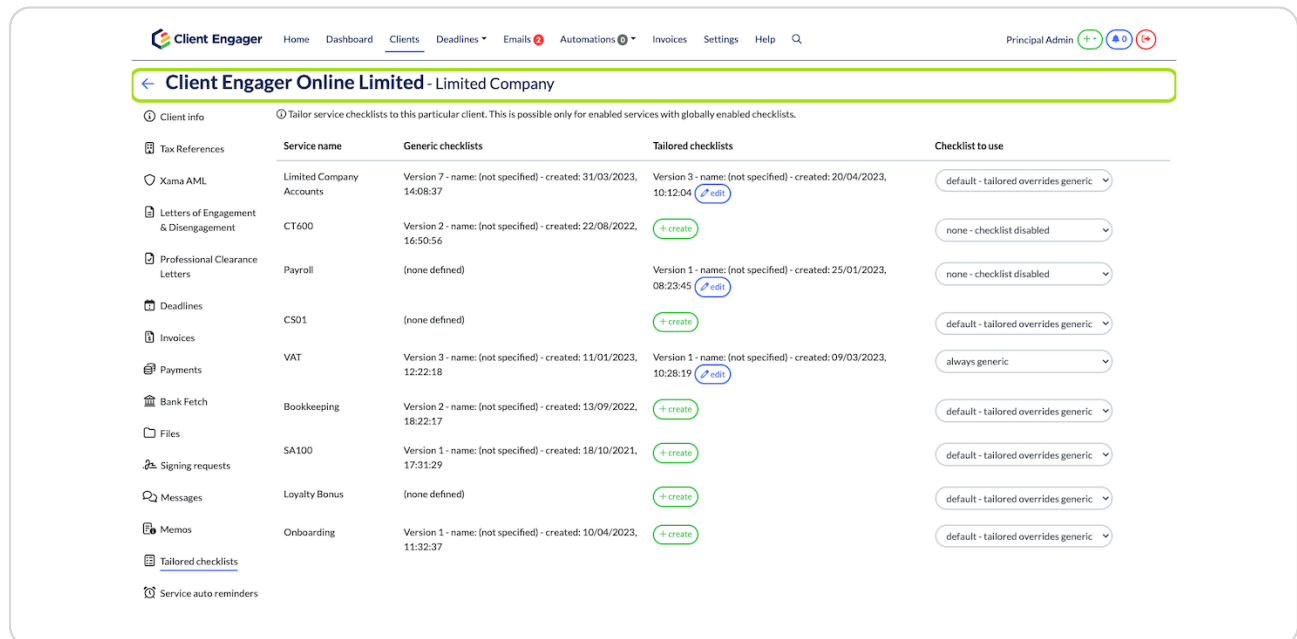 Client Engager Home Dashboard Clients Deadlines Emails 2 Automations 0 Invoices Settings Help Principal Admin + 0
Client Engager Online Limited - Limited Company
Client info
Tax References
Xama AML
Letters of Engagement
& Disengagement
Professional Clearance
Letters
Deadlines
Invoices
Payments
Bank Fetch
Files
Signing requests
Messages
Memos
Tailored checklists
Service auto reminders
Tailor service checklists to this particular client. This is possible only for enabled services with globally enabled checklists.
Service name Generic checklists Tailored checklists Checklist to use
Limited Company Version 7 - name: (not specified) - created: 31/03/2023, Version 3 - name: (not specified) - created: 20/04/2023, default - tailored overrides generic
Accounts 14:08:37 10:12:04 edit
CT600 Version 2 - name: (not specified) - created: 22/08/2022, + create none - checklist disabled
16:50:56
Payroll (none defined) Version 1 - name: (not specified) - created: 25/01/2023, none - checklist disabled
08:23:45 edit
CS01 (none defined) + create default - tailored overrides generic
VAT Version 3 - name: (not specified) - created: 11/01/2023, Version 1 - name: (not specified) - created: 09/03/2023, always generic
12:22:18 10:28:19 edit
Bookkeeping Version 2 - name: (not specified) - created: 13/09/2022, + create default - tailored overrides generic
18:22:17
SA100 Version 1 - name: (not specified) - created: 18/10/2021, + create default - tailored overrides generic
17:31:29
Loyalty Bonus (none defined) + create default - tailored overrides generic
Onboarding Version 1 - name: (not specified) - created: 10/04/2023, + create default - tailored overrides generic
11:32:37